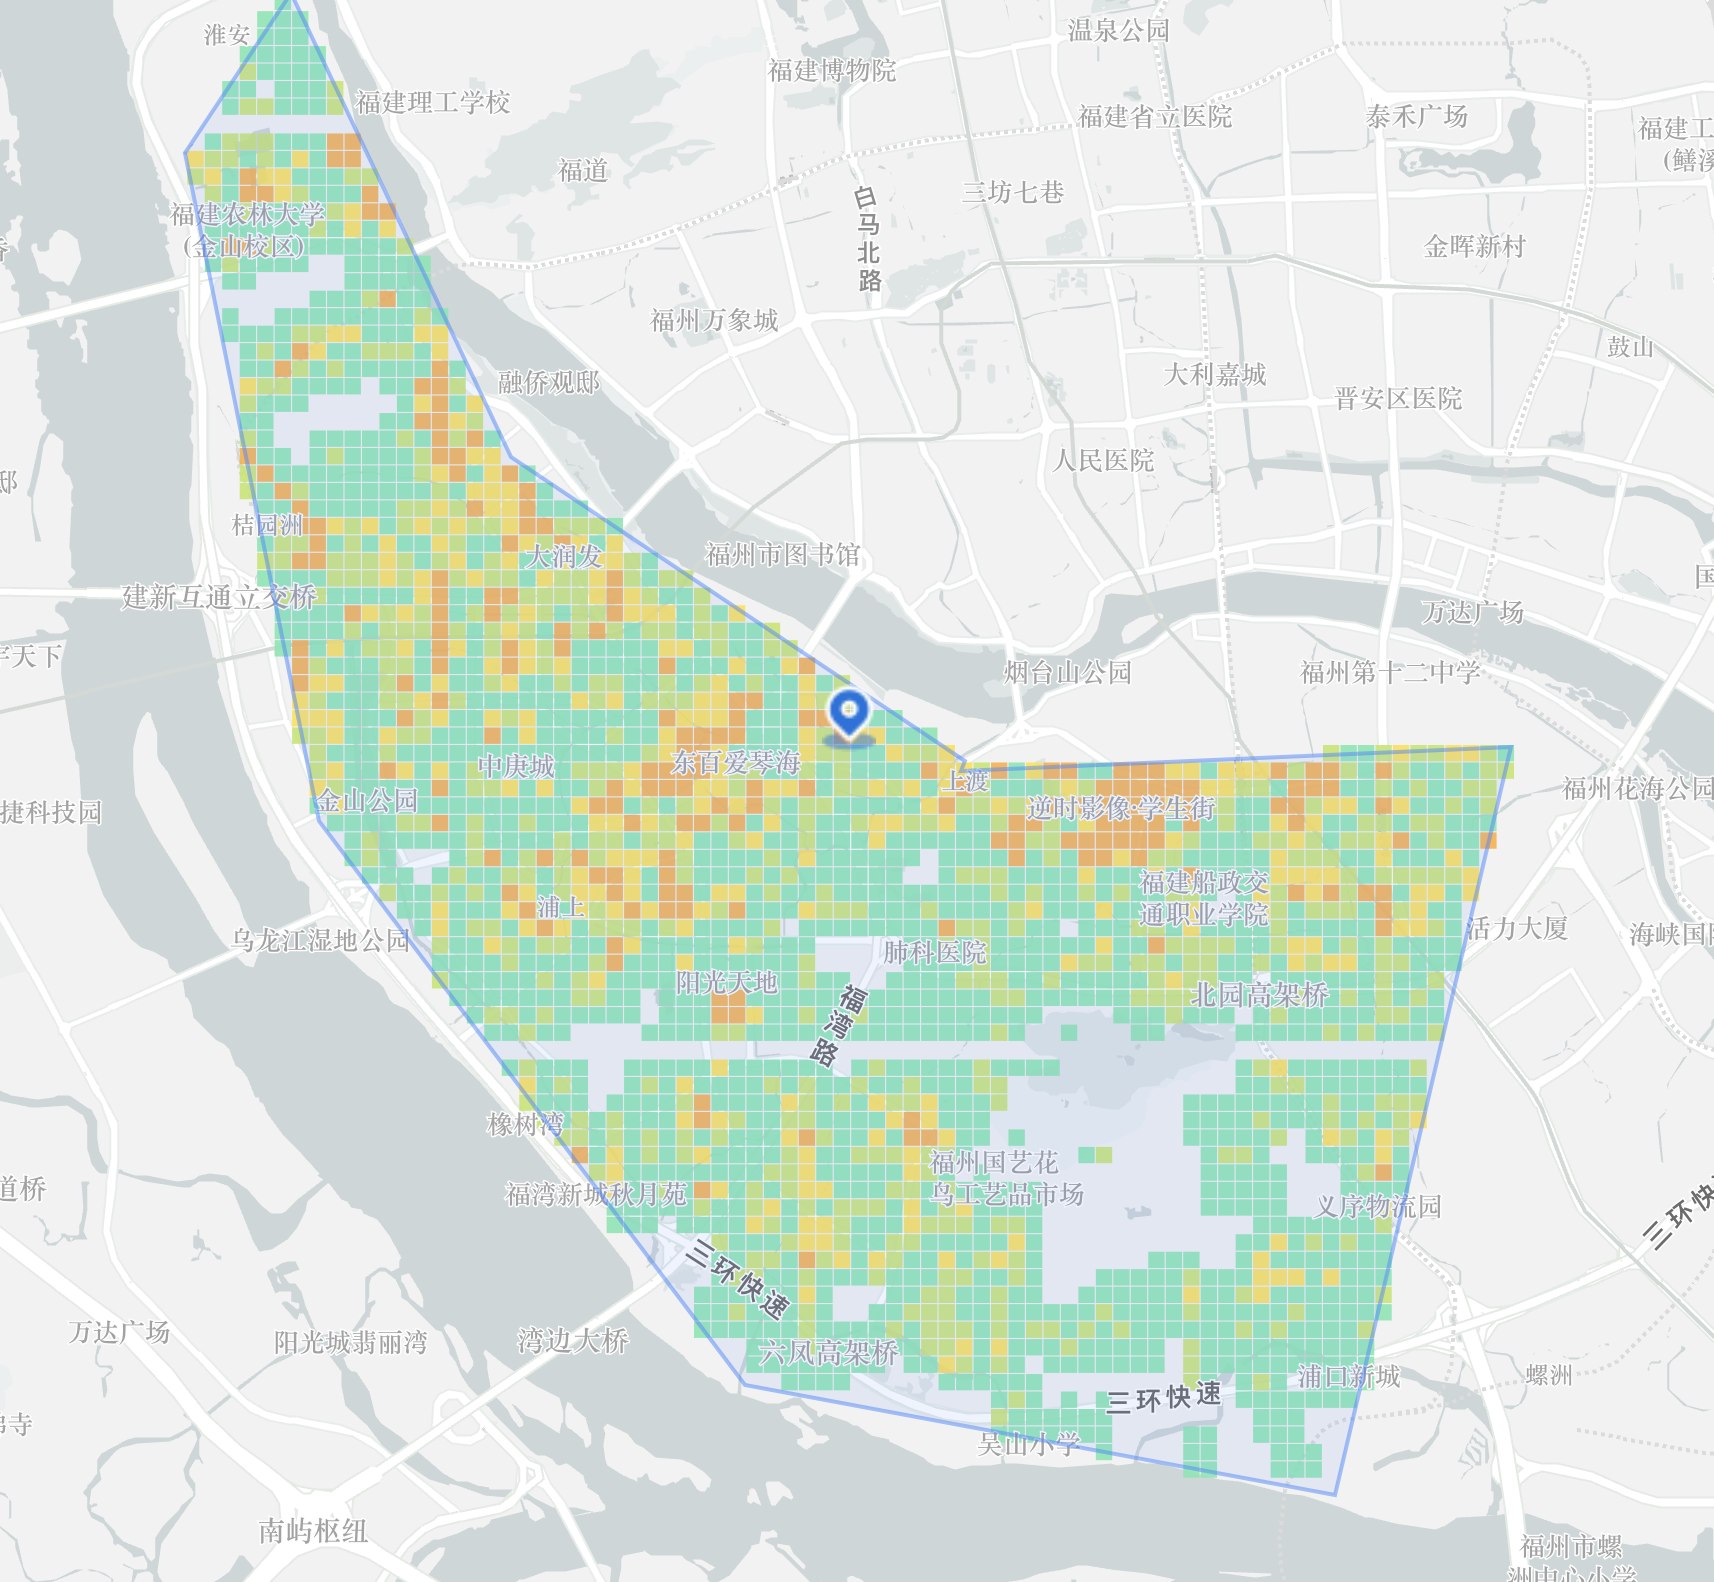 淮安
温泉公园
福建博物院
福建理工学校
福建省立医院
泰禾广场
福建工
(鳝溪
福道
三坊七巷
白马北路
福建农林大学
(金山校区)
金晖新村
福州万象城
鼓山
融侨观邸
大利嘉城
晋安区医院
人民医院
邸
桔园洲
大润发
福州市图书馆
建新互通立交桥
万达广场
宇天下
烟台山公园
福州第十二中学
中庚城
东百爱琴海
上渡
金山公园
捷科技园
逆时影像·学生街
福州花海公园
福建船政交
通职业学院
浦上
乌龙江湿地公园
肺科医院
活力大厦
海峡国际
阳光天地
北园高架桥
福湾路
橡树湾
福州国艺花
鸟工艺品市场
道桥
福湾新城秋月苑
义序物流园
三环快速
三环快
万达广场
阳光城翡丽湾
湾边大桥
六凤高架桥
浦口新城
螺洲
三环快速
吴山小学
南屿枢纽
福州市螺
洲中心小学